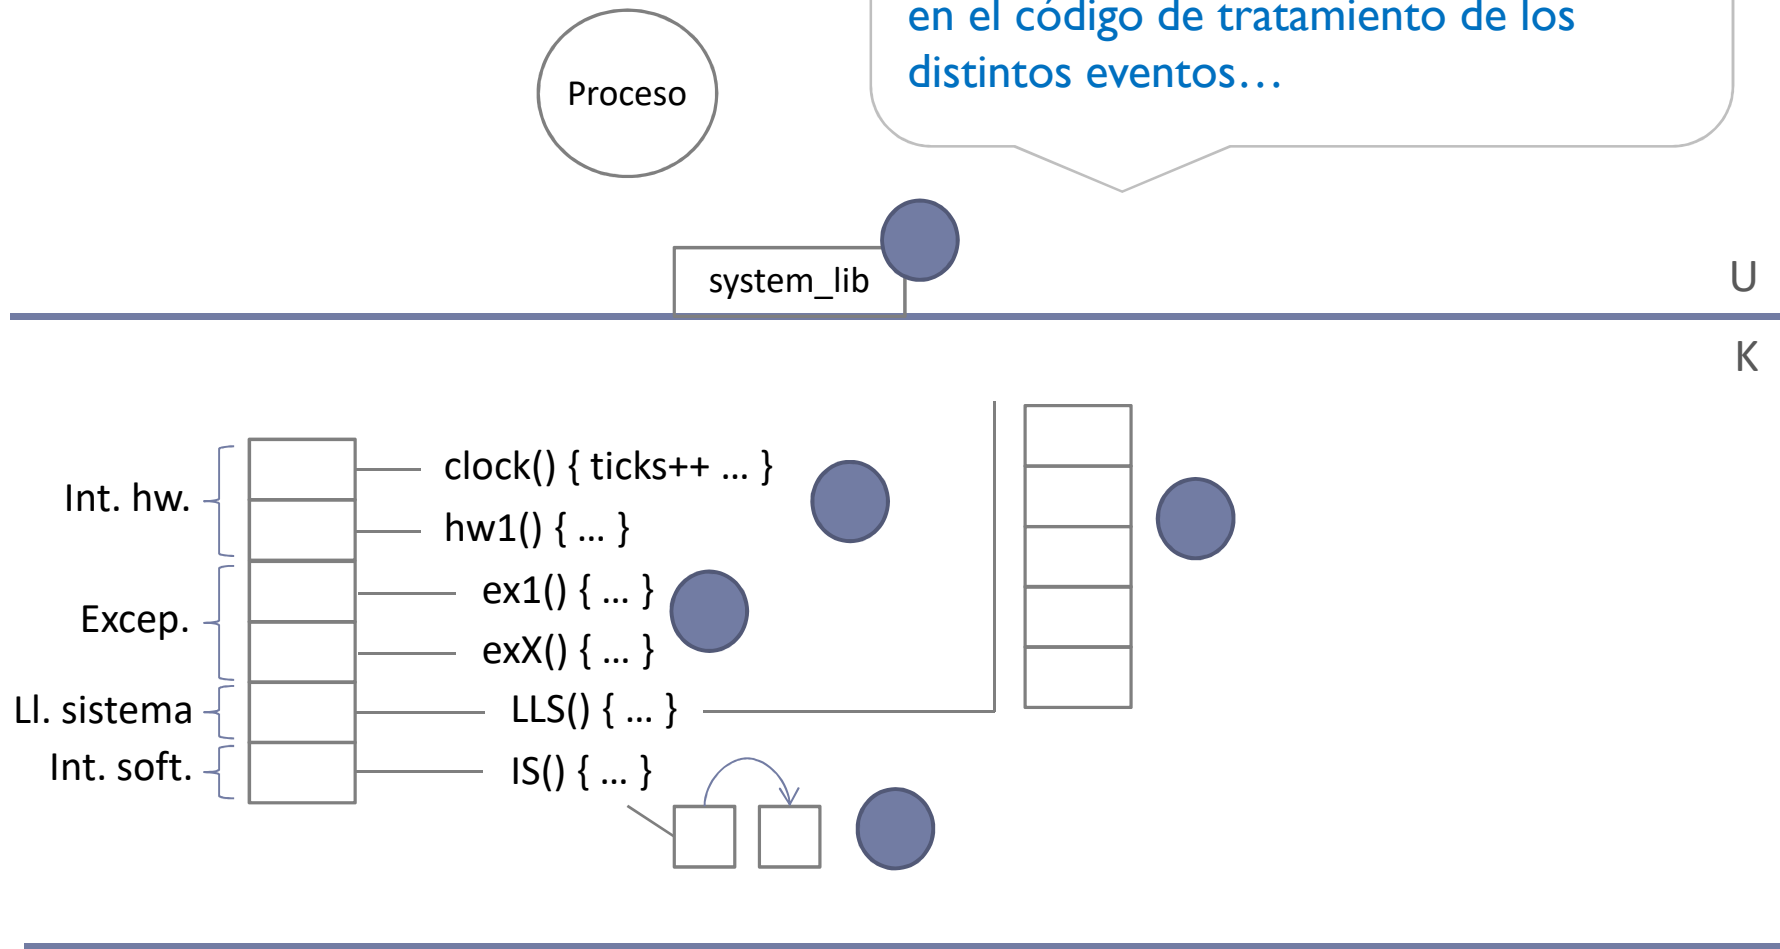 en el código de tratamiento de los
distintos eventos…
Proceso
system_lib
U
K
Int. hw.
clock() { ticks++ … }
hw1() { … }
Excep.
ex1() { … }
exX() { … }
Ll. sistema
LLS() { … }
Int. soft.
IS() { … }